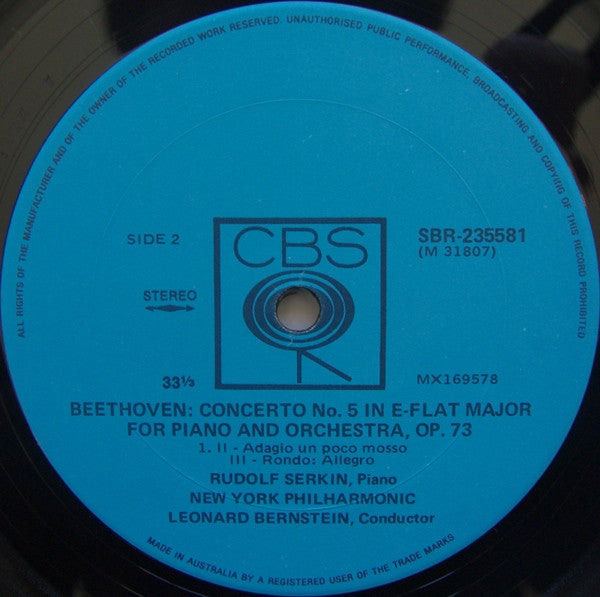 ALL RIGHTS OF THE MANUFACTURER AND OF THE OWNER OF THE RECORDED WORK RESERVED. UNAUTHORISED PUBLIC PERFORMANCE, BROADCASTING AND COPYING OF THIS RECORD PROHIBITED
SIDE 2
CBS
SBR-235581
(M 31807)
STEREO
33⅓
MX169578
BEETHOVEN: CONCERTO No. 5 IN E-FLAT MAJOR
FOR PIANO AND ORCHESTRA, OP. 73
1. II - Adagio un poco mosso
III - Rondo: Allegro
RUDOLF SERKIN, Piano
NEW YORK PHILHARMONIC
LEONARD BERNSTEIN, Conductor
MADE IN AUSTRALIA BY A REGISTERED USER OF THE TRADE MARKS